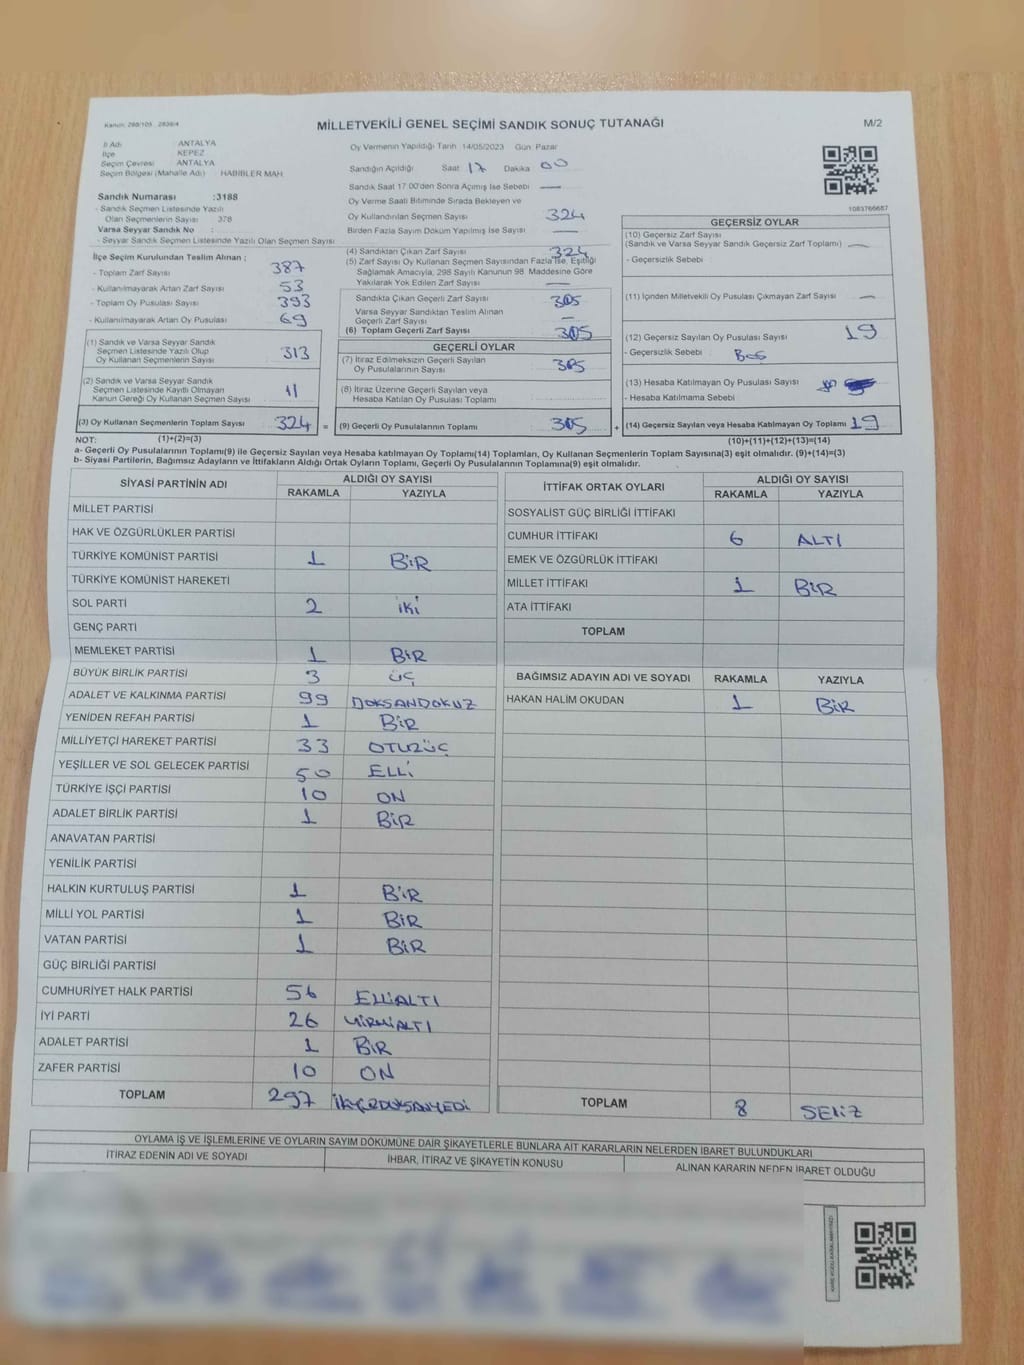 Kanun: 298/105 , 2839/4
MİLLETVEKİLİ GENEL SEÇİMİ SANDIK SONUÇ TUTANAĞI
M/2
İl Adı : ANTALYA
İlçe : KEPEZ
Seçim Çevresi : ANTALYA
Seçim Bölgesi (Mahalle Adı) : HABİBLER MAH.
Oy Vermenin Yapıldığı Tarih 14/05/2023 Gün Pazar
Sandığın Açıldığı Saat 17 Dakika 00
Sandık Saat 17.00'den Sonra Açımış İse Sebebi —
Oy Verme Saati Bitiminde Sırada Bekleyen ve
Oy Kullandırılan Seçmen Sayısı 324
Birden Fazla Sayım Döküm Yapılmış İse Sayısı —
1083766687
Sandık Numarası :3188
- Sandık Seçmen Listesinde Yazılı
Olan Seçmenlerin Sayısı 378
Varsa Seyyar Sandık No :
- Seyyar Sandık Seçmen Listesinde Yazılı Olan Seçmen Sayısı :
İlçe Seçim Kurulundan Teslim Alınan ;
- Toplam Zarf Sayısı 387
- Kullanılmayarak Artan Zarf Sayısı 53
- Toplam Oy Pusulası Sayısı 393
- Kullanılmayarak Artan Oy Pusulası 69
(1) Sandık ve Varsa Seyyar Sandık
Seçmen Listesinde Yazılı Olup
Oy Kullanan Seçmenlerin Sayısı 313
(2) Sandık ve Varsa Seyyar Sandık
Seçmen Listesinde Kayıtlı Olmayan
Kanun Gereği Oy Kullanan Seçmen Sayısı 11
(3) Oy Kullanan Seçmenlerin Toplam Sayısı 324 =
(4) Sandıktan Çıkan Zarf Sayısı 324
(5) Zarf Sayısı Oy Kullanan Seçmen Sayısından Fazla İse, Eşitliği
Sağlamak Amacıyla, 298 Sayılı Kanunun 98. Maddesine Göre
Yakılarak Yok Edilen Zarf Sayısı —
Sandıkta Çıkan Geçerli Zarf Sayısı 305
Varsa Seyyar Sandıktan Teslim Alınan
Geçerli Zarf Sayısı —
(6) Toplam Geçerli Zarf Sayısı 305
GEÇERLİ OYLAR
(7) İtiraz Edilmeksizin Geçerli Sayılan
Oy Pusulalarının Sayısı 305
(8) İtiraz Üzerine Geçerli Sayılan veya
Hesaba Katılan Oy Pusulası Toplamı
(9) Geçerli Oy Pusulalarının Toplamı 305 +
GEÇERSİZ OYLAR
(10) Geçersiz Zarf Sayısı
(Sandık ve Varsa Seyyar Sandık Geçersiz Zarf Toplamı) —
- Geçersizlik Sebebi
(11) İçinden Milletvekili Oy Pusulası Çıkmayan Zarf Sayısı —
(12) Geçersiz Sayılan Oy Pusulası Sayısı 19
- Geçersizlik Sebebi BOŞ
(13) Hesaba Katılmayan Oy Pusulası Sayısı
- Hesaba Katılmama Sebebi
(14) Geçersiz Sayılan veya Hesaba Katılmayan Oy Toplamı 19
NOT: (1)+(2)=(3) (10)+(11)+(12)+(13)=(14)
a- Geçerli Oy Pusulalarının Toplamı(9) ile Geçersiz Sayılan veya Hesaba katılmayan Oy Toplamı(14) Toplamları, Oy Kullanan Seçmenlerin Toplam Sayısına(3) eşit olmalıdır. (9)+(14)=(3)
b- Siyasi Partilerin, Bağımsız Adayların ve İttifakların Aldığı Ortak Oyların Toplamı, Geçerli Oy Pusulalarının Toplamına(9) eşit olmalıdır.
SİYASİ PARTİNİN ADI ALDIĞI OY SAYISI
RAKAMLA YAZIYLA
MİLLET PARTİSİ
HAK VE ÖZGÜRLÜKLER PARTİSİ
TÜRKİYE KOMÜNİST PARTİSİ 1 BİR
TÜRKİYE KOMÜNİST HAREKETİ
SOL PARTİ 2 İKİ
GENÇ PARTİ
MEMLEKET PARTİSİ 1 BİR
BÜYÜK BİRLİK PARTİSİ 3 ÜÇ
ADALET VE KALKINMA PARTİSİ 99 DOKSANDOKUZ
YENİDEN REFAH PARTİSİ 1 BİR
MİLLİYETÇİ HAREKET PARTİSİ 33 OTUZÜÇ
YEŞİLLER VE SOL GELECEK PARTİSİ 50 ELLİ
TÜRKİYE İŞÇİ PARTİSİ 10 ON
ADALET BİRLİK PARTİSİ 1 BİR
ANAVATAN PARTİSİ
YENİLİK PARTİSİ
HALKIN KURTULUŞ PARTİSİ 1 BİR
MİLLİ YOL PARTİSİ 1 BİR
VATAN PARTİSİ 1 BİR
GÜÇ BİRLİĞİ PARTİSİ
CUMHURİYET HALK PARTİSİ 56 ELLİALTI
İYİ PARTİ 26 YİRMİALTI
ADALET PARTİSİ 1 BİR
ZAFER PARTİSİ 10 ON
TOPLAM 297 İKİYÜZDOKSANYEDİ
İTTİFAK ORTAK OYLARI ALDIĞI OY SAYISI
RAKAMLA YAZIYLA
SOSYALİST GÜÇ BİRLİĞİ İTTİFAKI
CUMHUR İTTİFAKI 6 ALTI
EMEK VE ÖZGÜRLÜK İTTİFAKI
MİLLET İTTİFAKI 1 BİR
ATA İTTİFAKI
TOPLAM
BAĞIMSIZ ADAYIN ADI VE SOYADI RAKAMLA YAZIYLA
HAKAN HALİM OKUDAN 1 BİR
TOPLAM 8 SEKİZ
OYLAMA İŞ VE İŞLEMLERİNE VE OYLARIN SAYIM DÖKÜMÜNE DAİR ŞİKAYETLERLE BUNLARA AİT KARARLARIN NELERDEN İBARET BULUNDUKLARI
İTİRAZ EDENİN ADI VE SOYADI İHBAR, İTİRAZ VE ŞİKAYETİN KONUSU ALINAN KARARIN NEDEN İBARET OLDUĞU